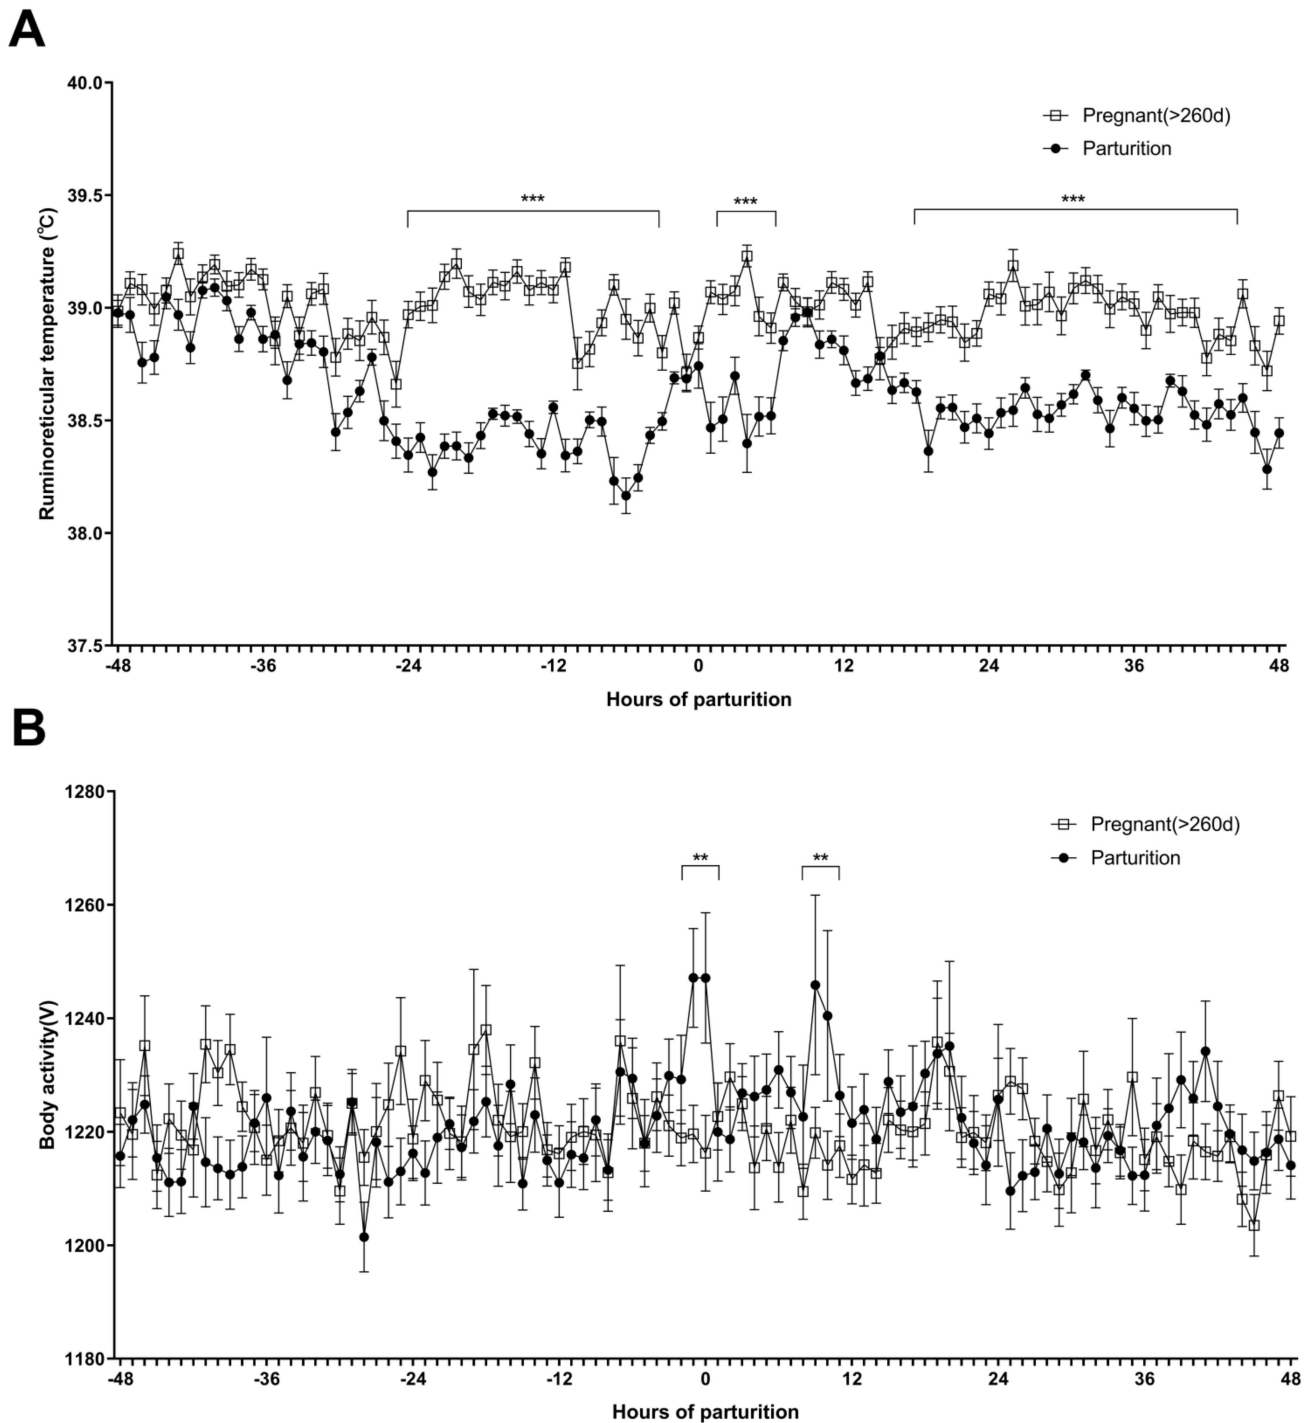 A
40.0
Pregnant(>260d)
Parturition
39.5
*** *** ***
39.0
38.5
38.0
37.5
Ruminoreticular temperature (℃)
-48 -36 -24 -12 0 12 24 36 48
Hours of parturition
B
1280
Pregnant(>260d)
Parturition
** **
1260
1240
1220
1200
1180
Body activity(V)
-48 -36 -24 -12 0 12 24 36 48
Hours of parturition